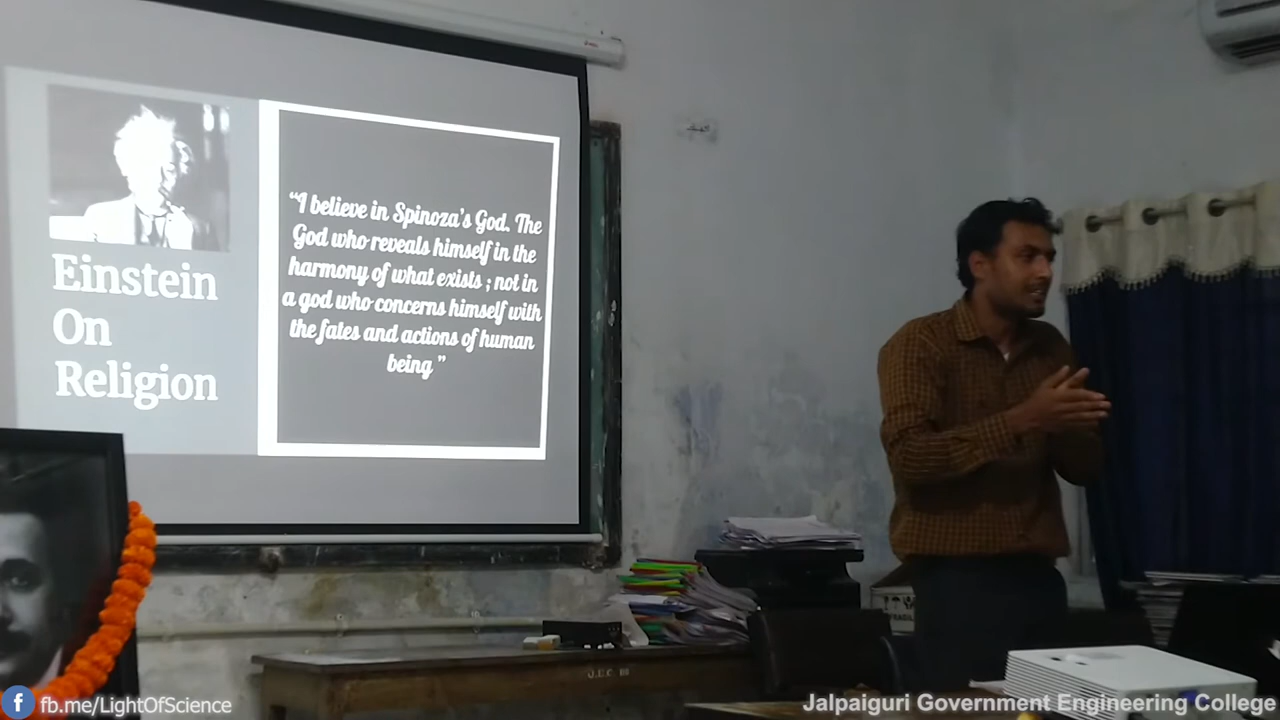 Einstein
On
Religion
“I believe in Spinoza's God. The
God who reveals himself in the
harmony of what exists ; not in
a god who concerns himself with
the fates and actions of human
being ”
fb.me/LightOfScience
Jalpaiguri Government Engineering College